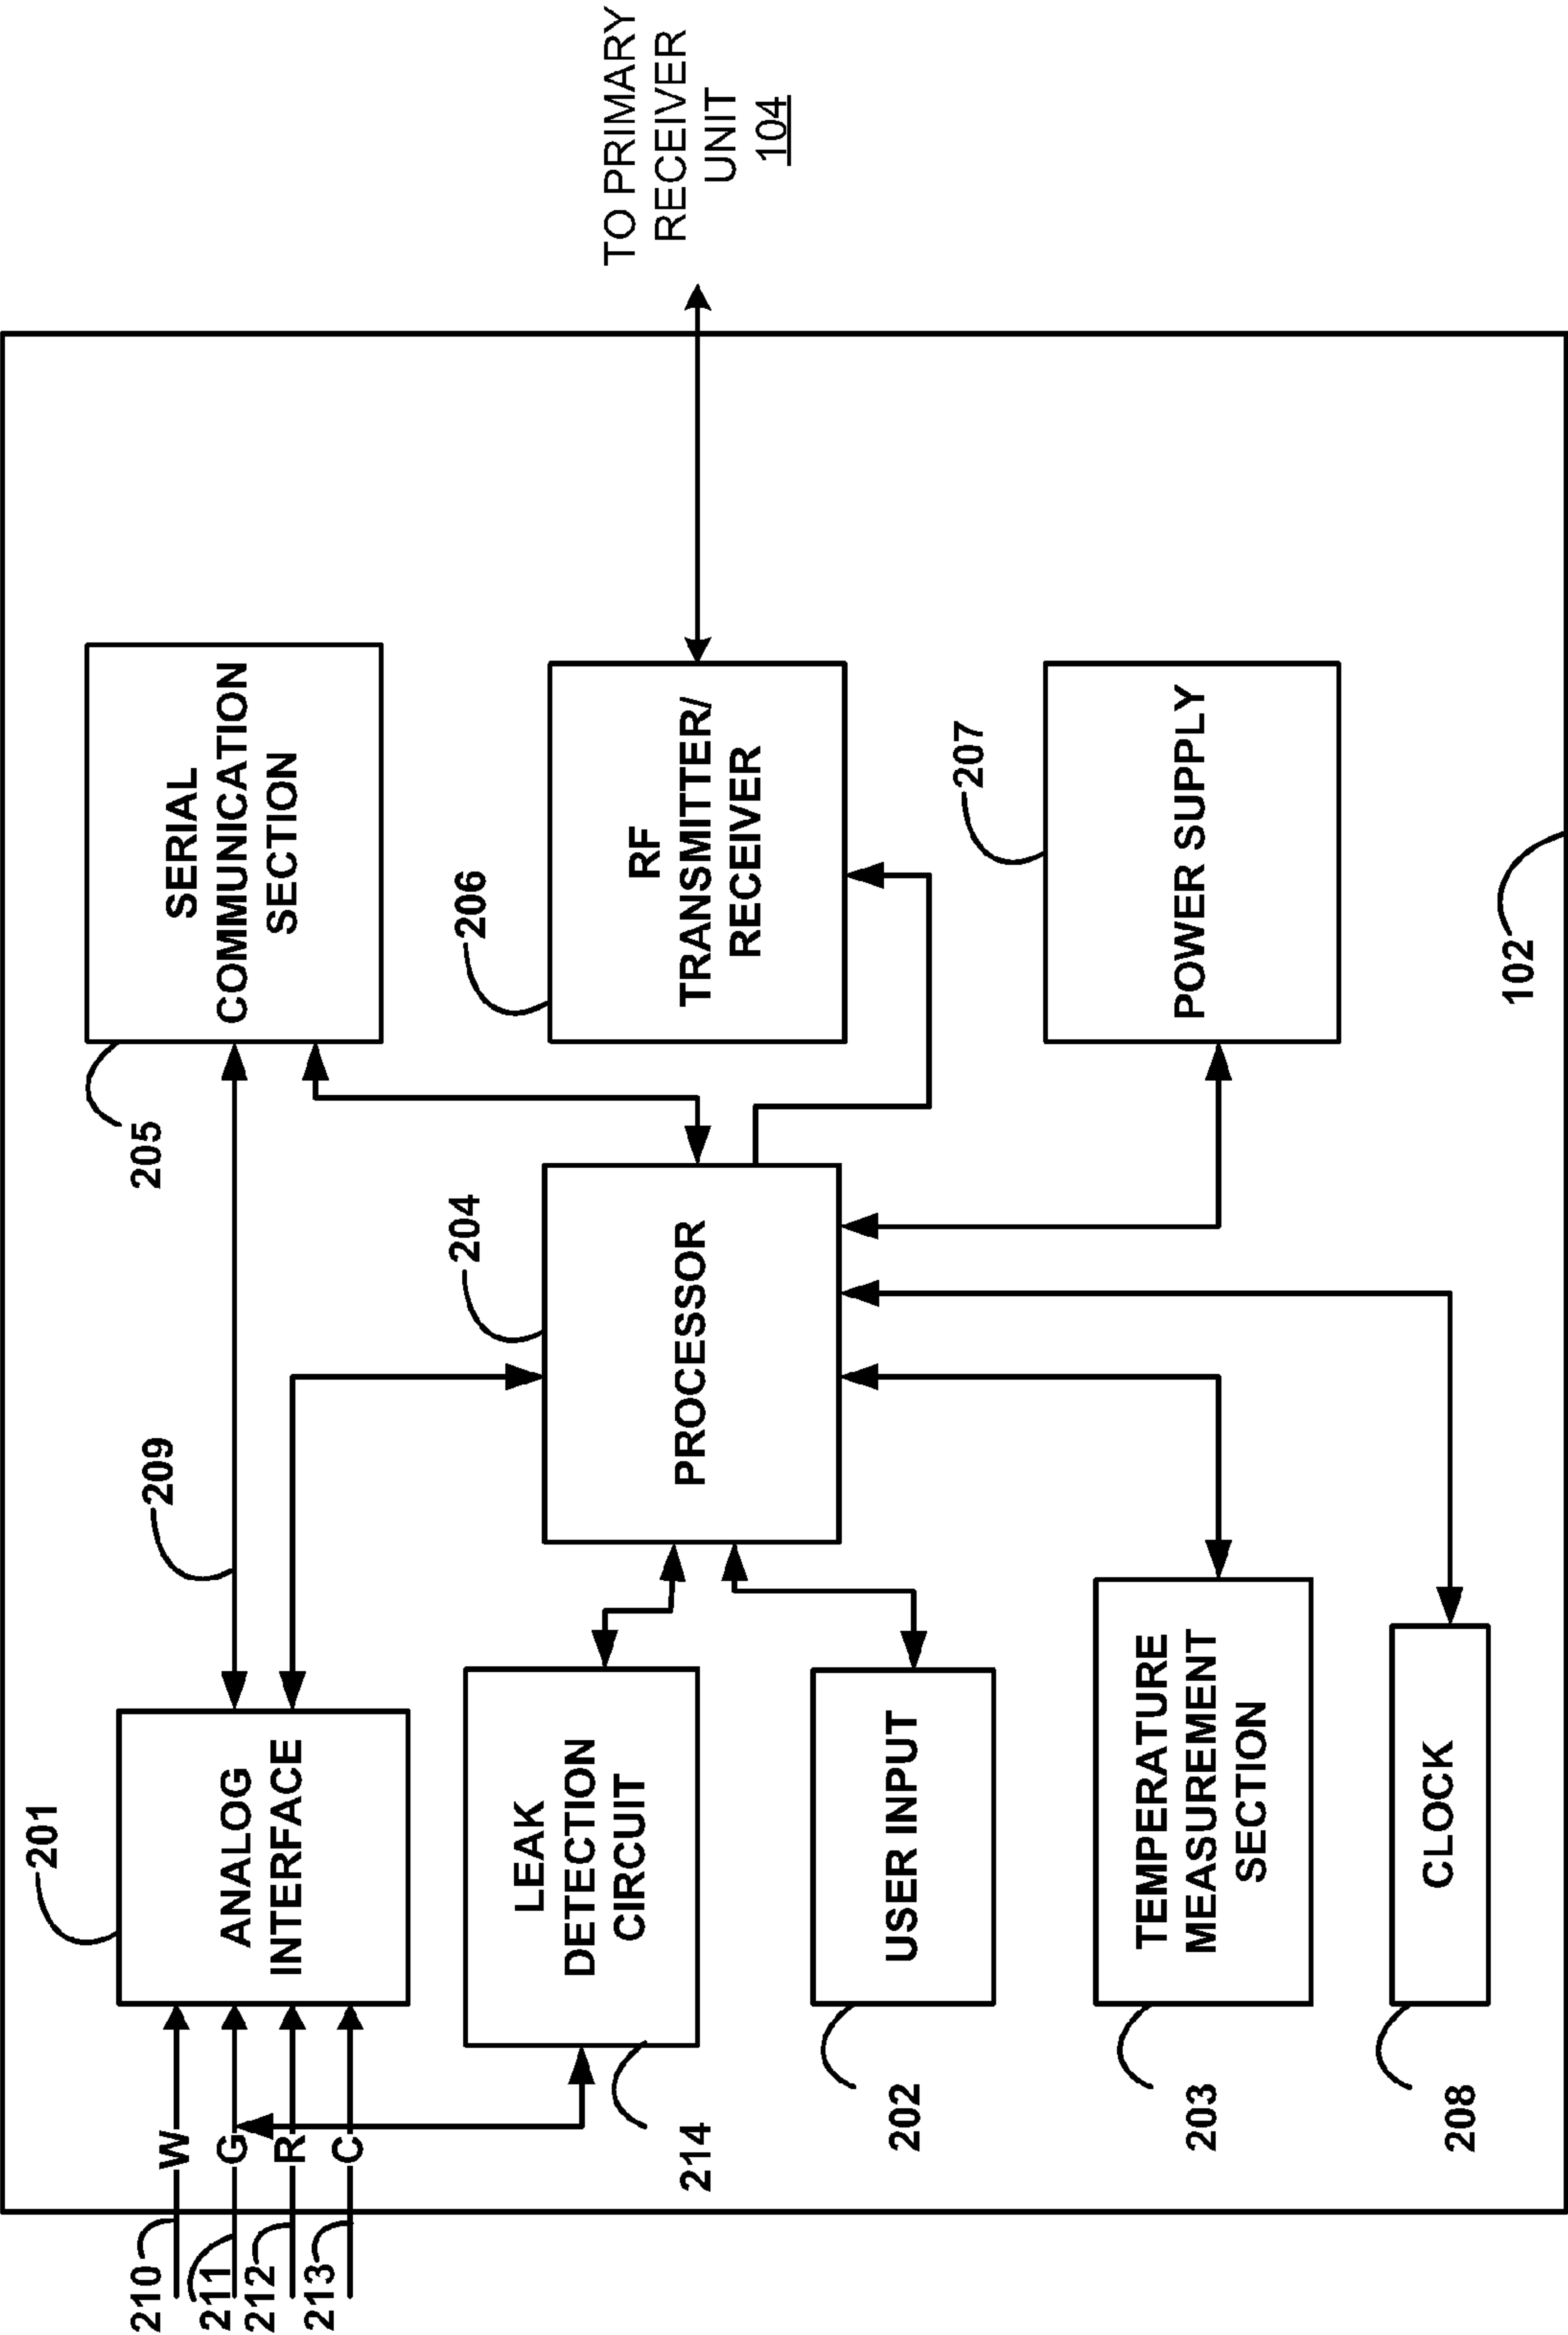 210
211
212
213
W
G
R
C
201
ANALOG
INTERFACE
209
205
SERIAL
COMMUNICATION
SECTION
214
LEAK
DETECTION
CIRCUIT
204
PROCESSOR
206
RF
TRANSMITTER/
RECEIVER
TO PRIMARY
RECEIVER
UNIT
104
202
USER INPUT
203
TEMPERATURE
MEASUREMENT
SECTION
207
POWER SUPPLY
208
CLOCK
102